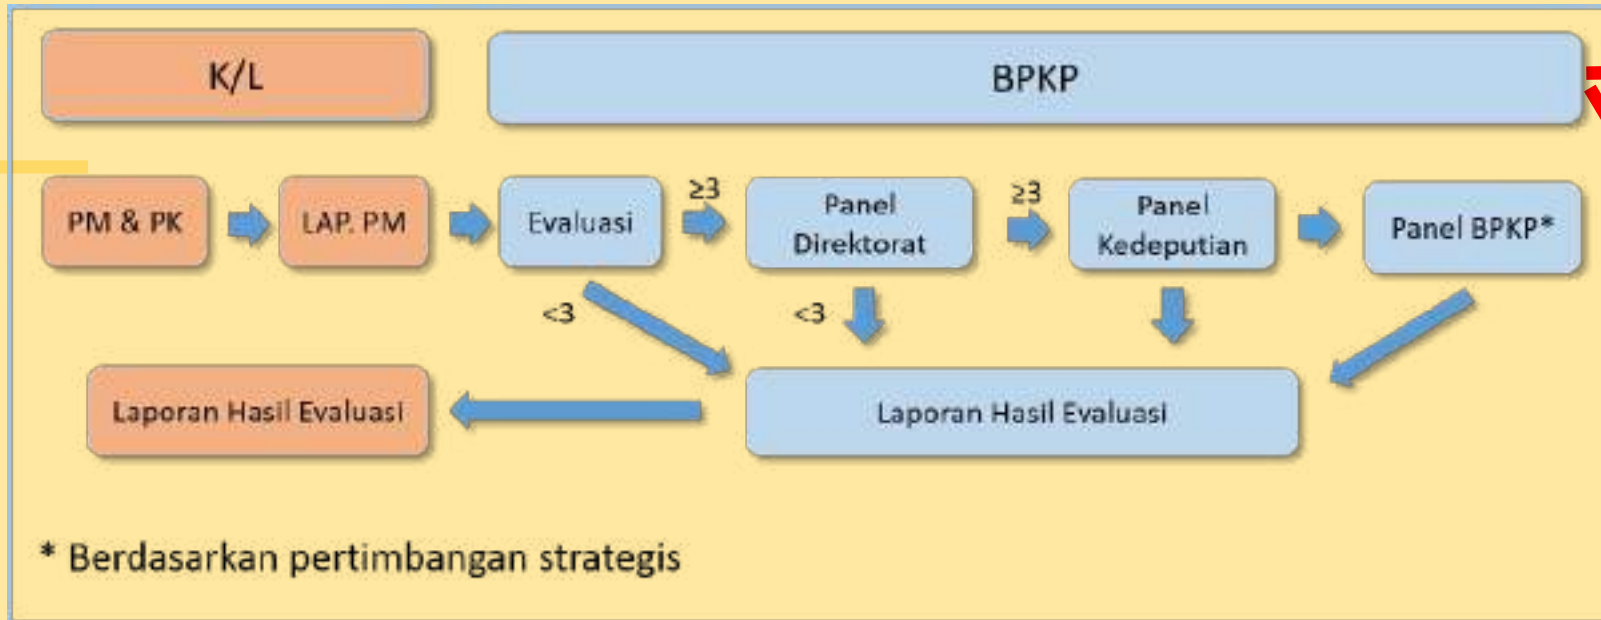 K/L
BPKP
PM & PK
LAP. PM
Evaluasi
≥3
Panel
Direktorat
≥3
Panel
Kedeputian
Panel BPKP*
<3
<3
Laporan Hasil Evaluasi
Laporan Hasil Evaluasi
* Berdasarkan pertimbangan strategis